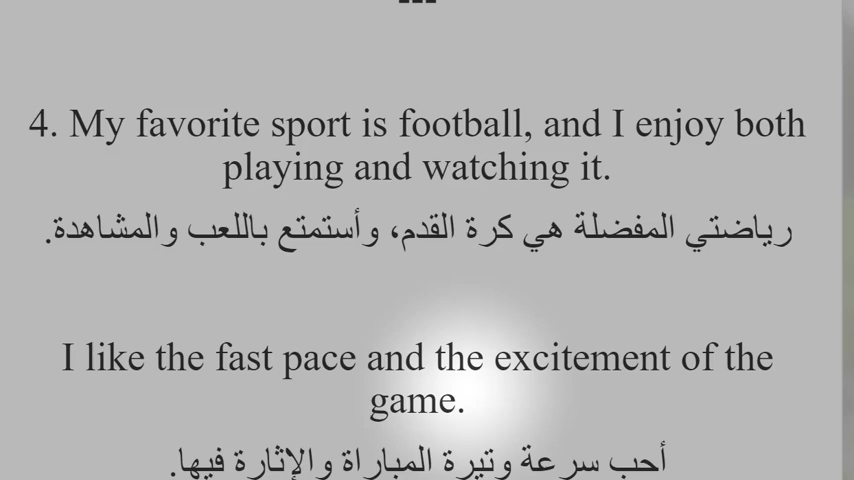 4. My favorite sport is football, and I enjoy both
playing and watching it.
رياضتي المفضلة هي كرة القدم، وأستمتع باللعب والمشاهدة.
I like the fast pace and the excitement of the
game.
أحب سرعة وتيرة المباراة والإثارة فيها.